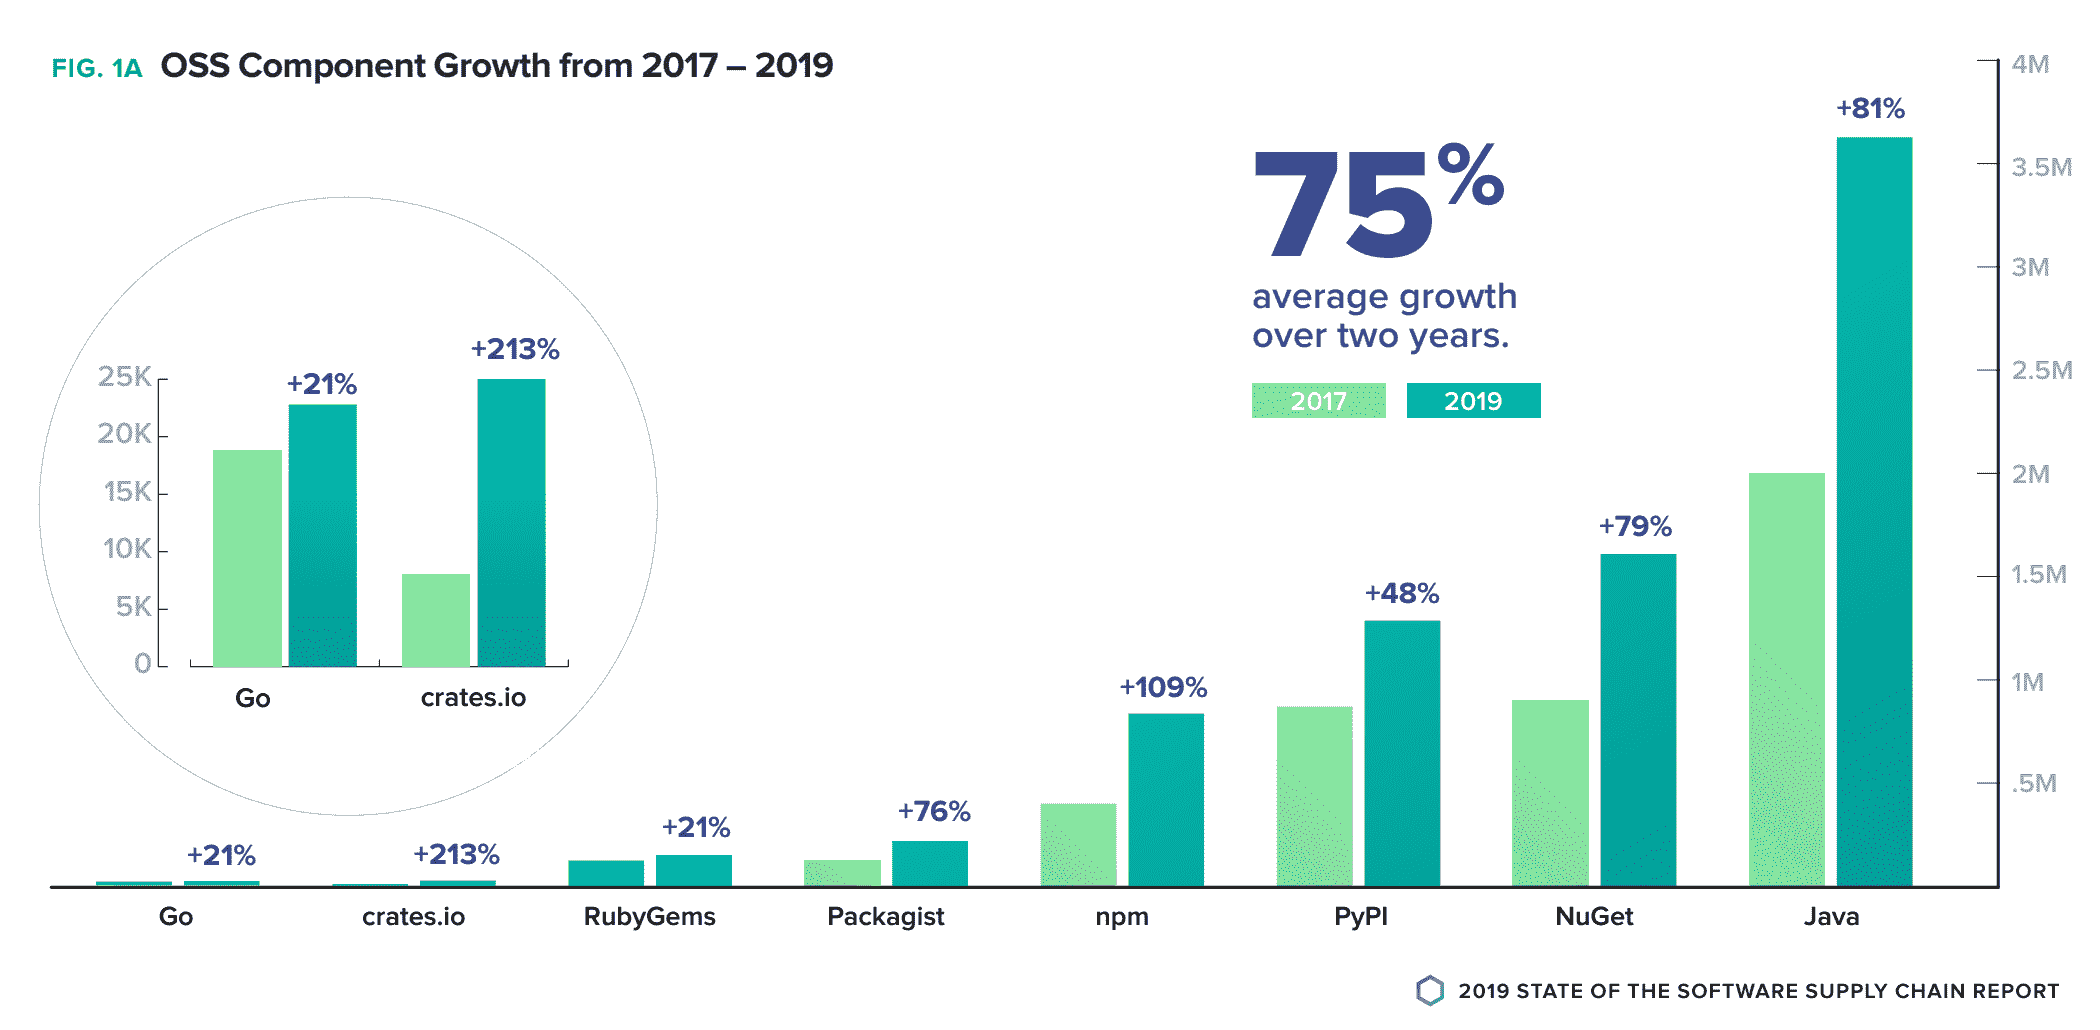 FIG. 1A OSS Component Growth from 2017 – 2019
4M
3.5M
3M
2.5M
2M
1.5M
1M
.5M
75%
average growth
over two years.
2017 2019
25K
20K
15K
10K
5K
0
+21%
+213%
Go crates.io
+21%
+213%
+21%
+76%
+109%
+48%
+79%
+81%
Go crates.io RubyGems Packagist npm PyPI NuGet Java
2019 STATE OF THE SOFTWARE SUPPLY CHAIN REPORT